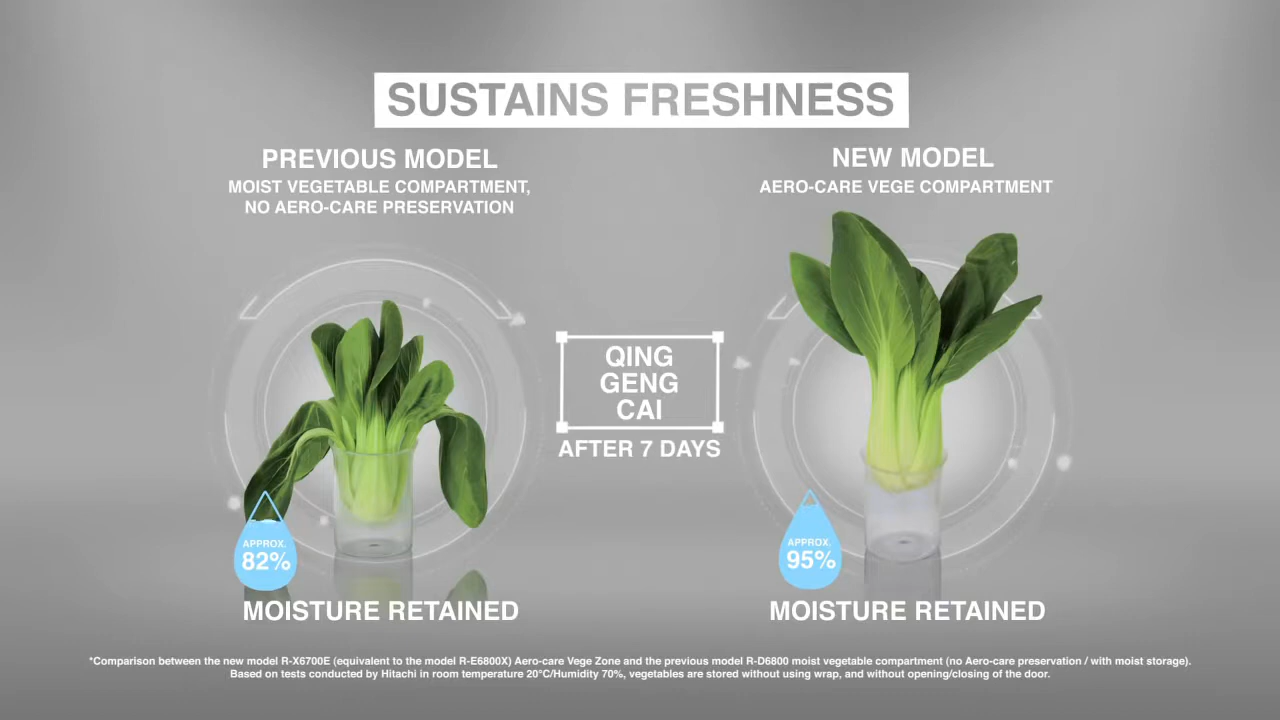 SUSTAINS FRESHNESS
PREVIOUS MODEL
MOIST VEGETABLE COMPARTMENT,
NO AERO-CARE PRESERVATION
NEW MODEL
AERO-CARE VEGE COMPARTMENT
QING
GENG
CAI
AFTER 7 DAYS
APPROX.
82%
MOISTURE RETAINED
APPROX.
95%
MOISTURE RETAINED
*Comparison between the new model R-X6700E (equivalent to the model R-E6800X) Aero-care Vege Zone and the previous model R-D6800 moist vegetable compartment (no Aero-care preservation / with moist storage).
Based on tests conducted by Hitachi in room temperature 20°C/Humidity 70%, vegetables are stored without using wrap, and without opening/closing of the door.